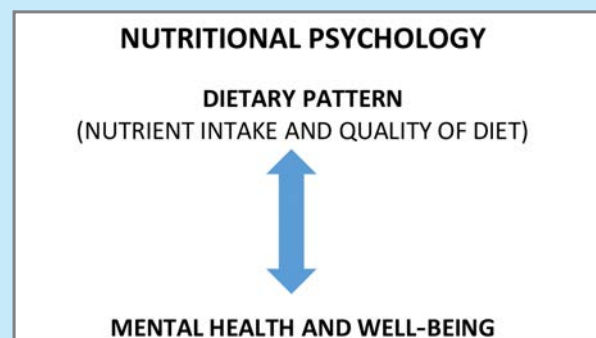 NUTRITIONAL PSYCHOLOGY
DIETARY PATTERN
(NUTRIENT INTAKE AND QUALITY OF DIET)
MENTAL HEALTH AND WELL-BEING